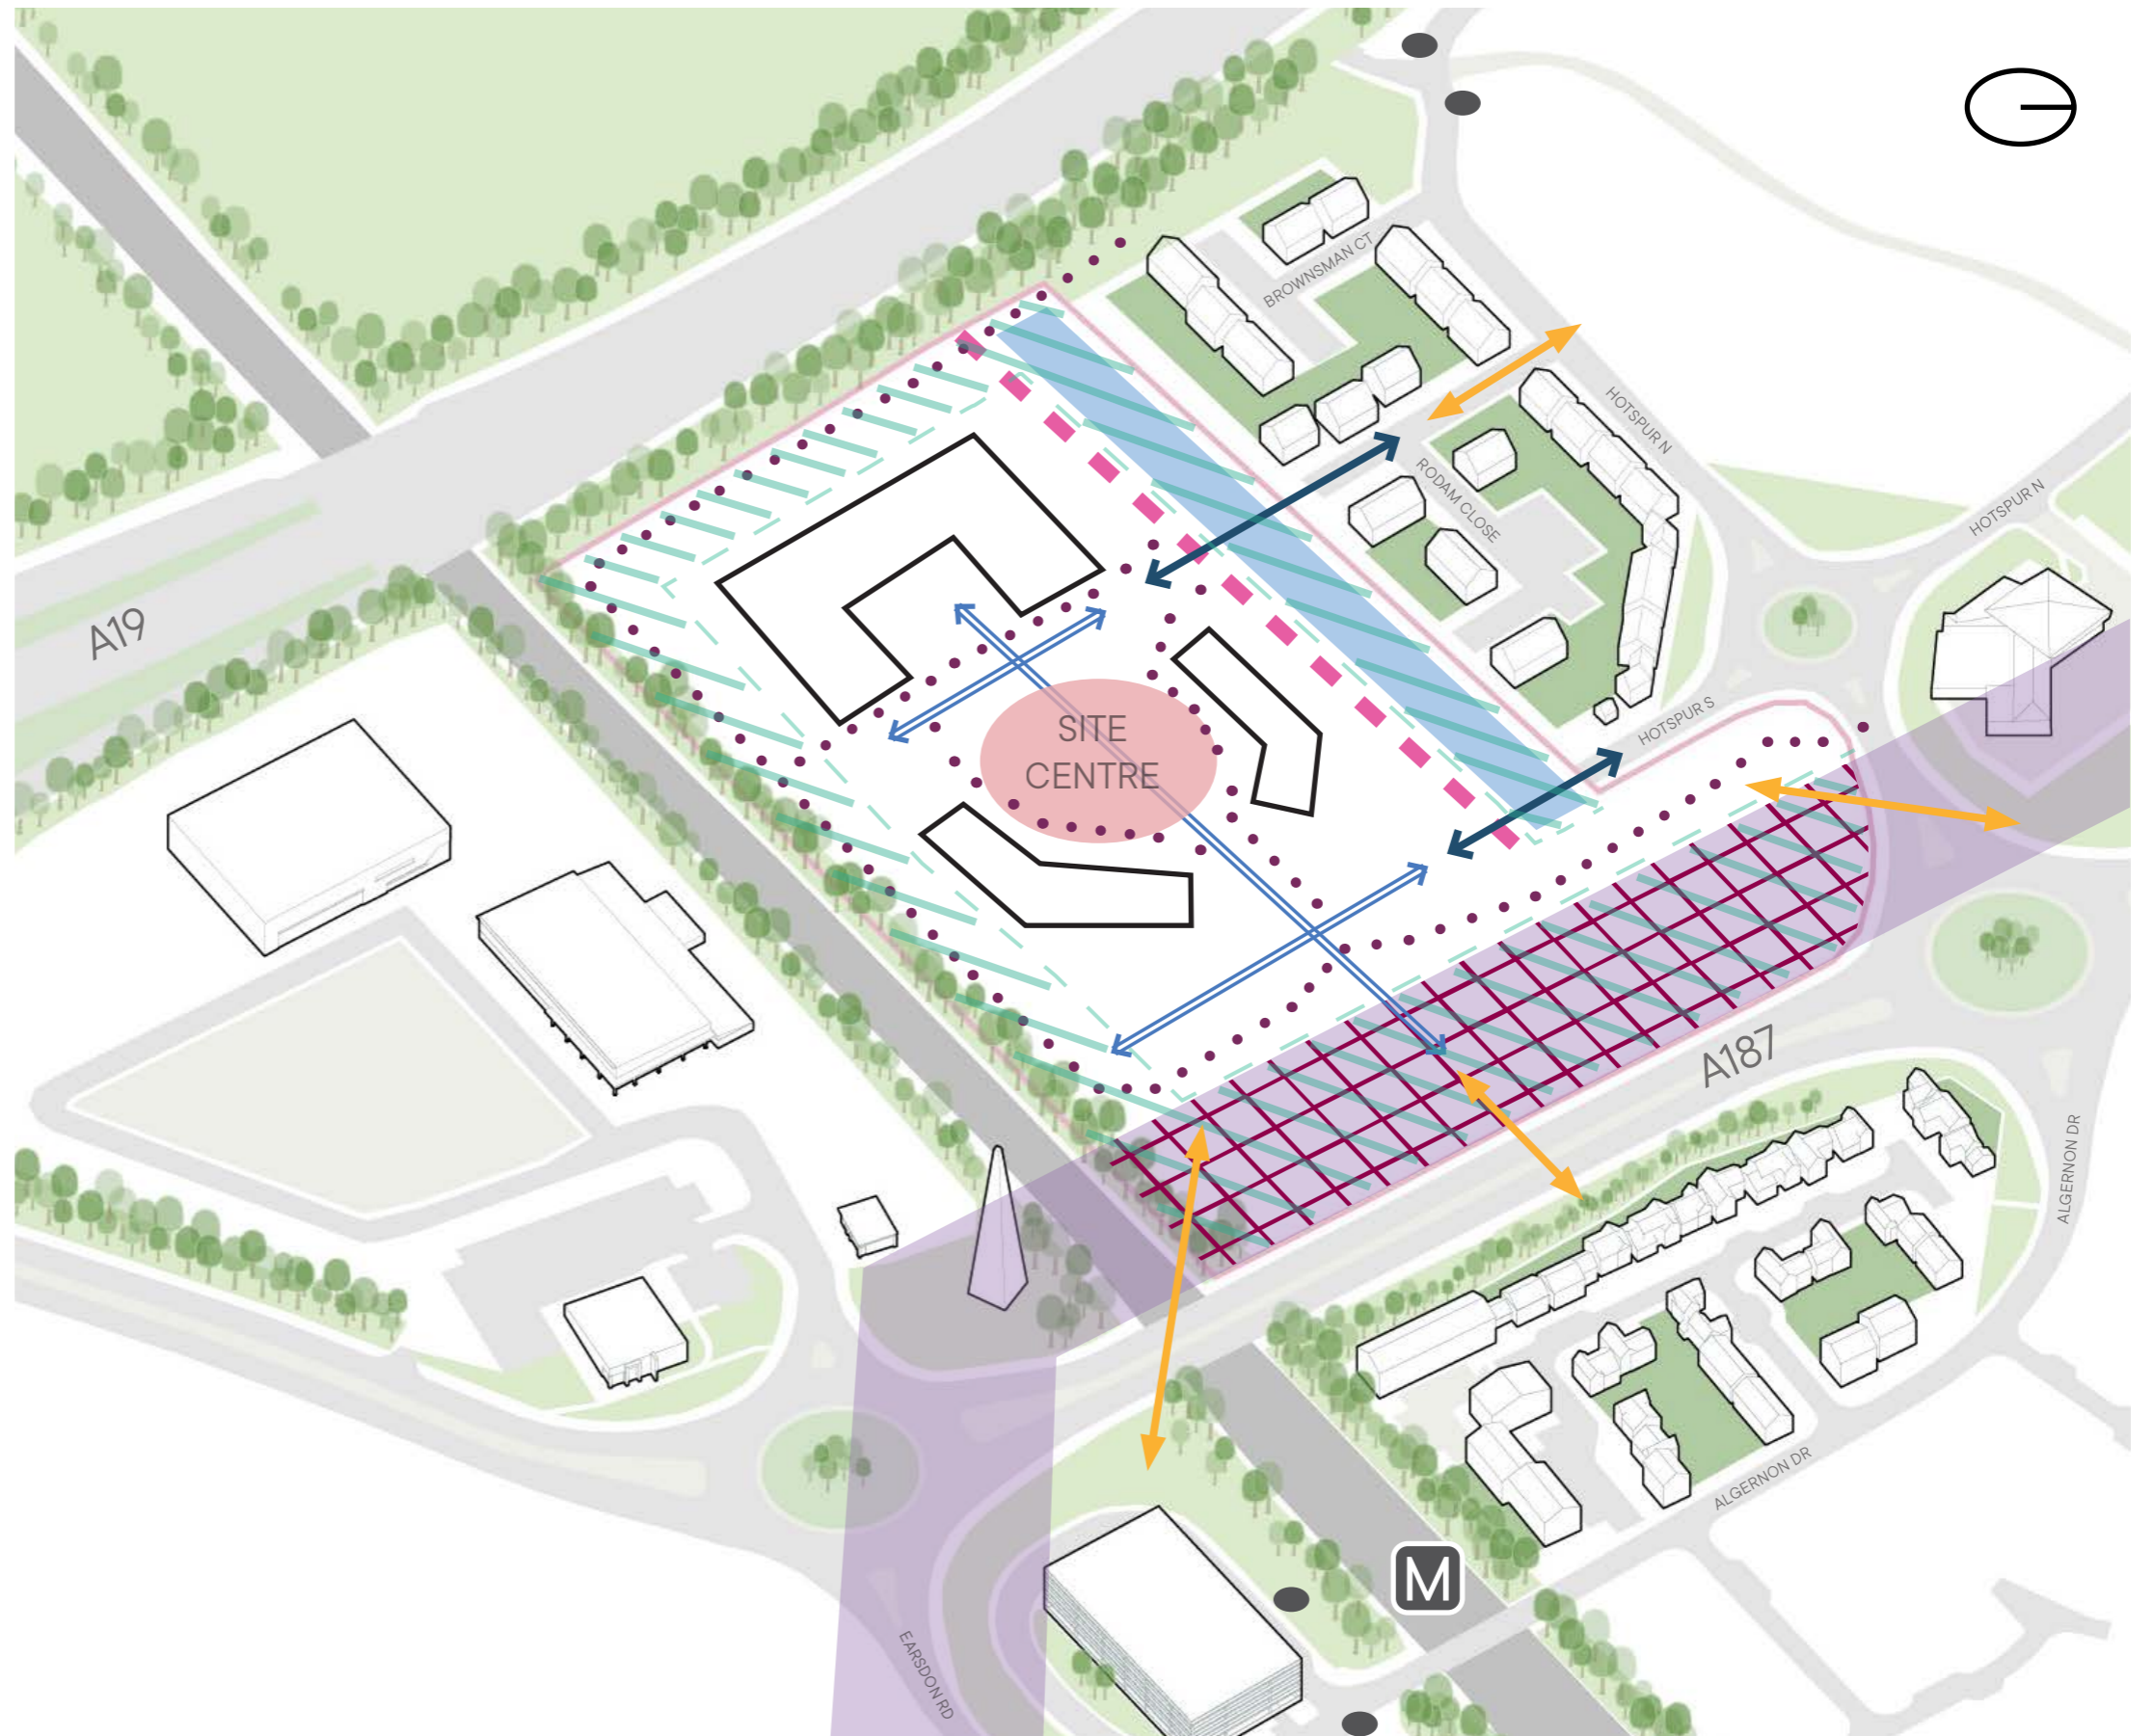 BROWNSMAN CT
HOTSPUR N
RODAM CLOSE
HOTSPUR N
A19
SITE
CENTRE
HOTSPUR S
A187
ALGERNON DR
ALGERNON DR
M
EARSDON RD